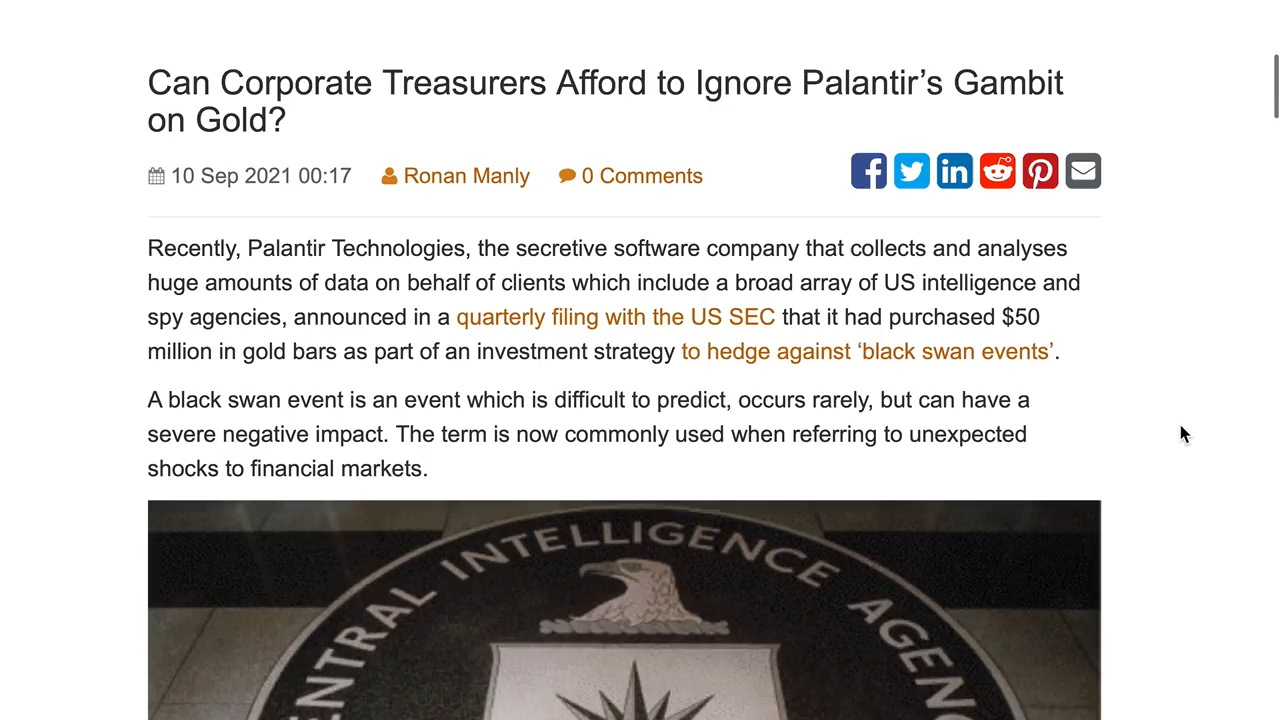 Can Corporate Treasurers Afford to Ignore Palantir’s Gambit
on Gold?
10 Sep 2021 00:17 Ronan Manly 0 Comments
Recently, Palantir Technologies, the secretive software company that collects and analyses
huge amounts of data on behalf of clients which include a broad array of US intelligence and
spy agencies, announced in a quarterly filing with the US SEC that it had purchased $50
million in gold bars as part of an investment strategy to hedge against ‘black swan events’.
A black swan event is an event which is difficult to predict, occurs rarely, but can have a
severe negative impact. The term is now commonly used when referring to unexpected
shocks to financial markets.
ENTRAL INTELLIGENCE AGENC